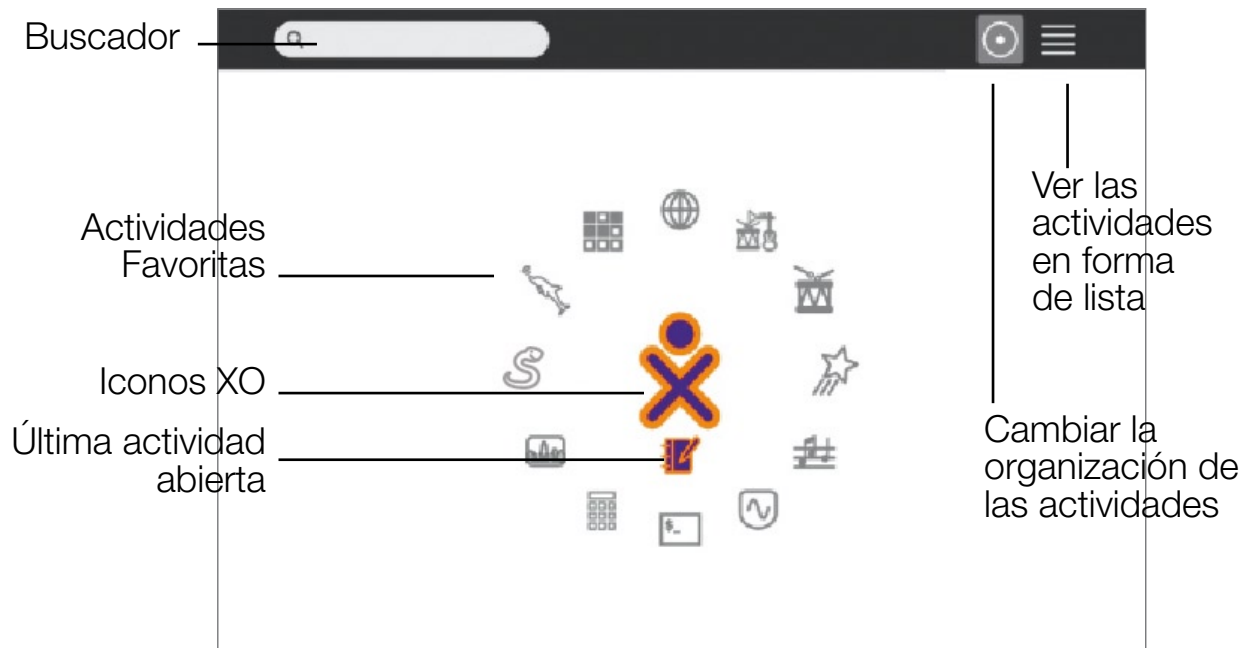 Buscador
Actividades
Favoritas
Iconos XO
Última actividad
abierta
Ver las
actividades
en forma
de lista
Cambiar la
organización de
las actividades
$_